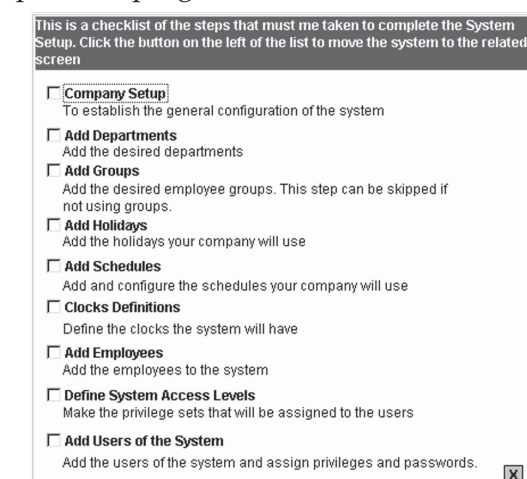 This is a checklist of the steps that must me taken to complete the System
Setup. Click the button on the left of the list to move the system to the related
screen
Company Setup
To establish the general configuration of the system
Add Departments
Add the desired departments
Add Groups
Add the desired employee groups. This step can be skipped if
not using groups.
Add Holidays
Add the holidays your company will use
Add Schedules
Add and configure the schedules your company will use
Clocks Definitions
Define the clocks the system will have
Add Employees
Add the employees to the system
Define System Access Levels
Make the privilege sets that will be assigned to the users
Add Users of the System
Add the users of the system and assign privileges and passwords.
X